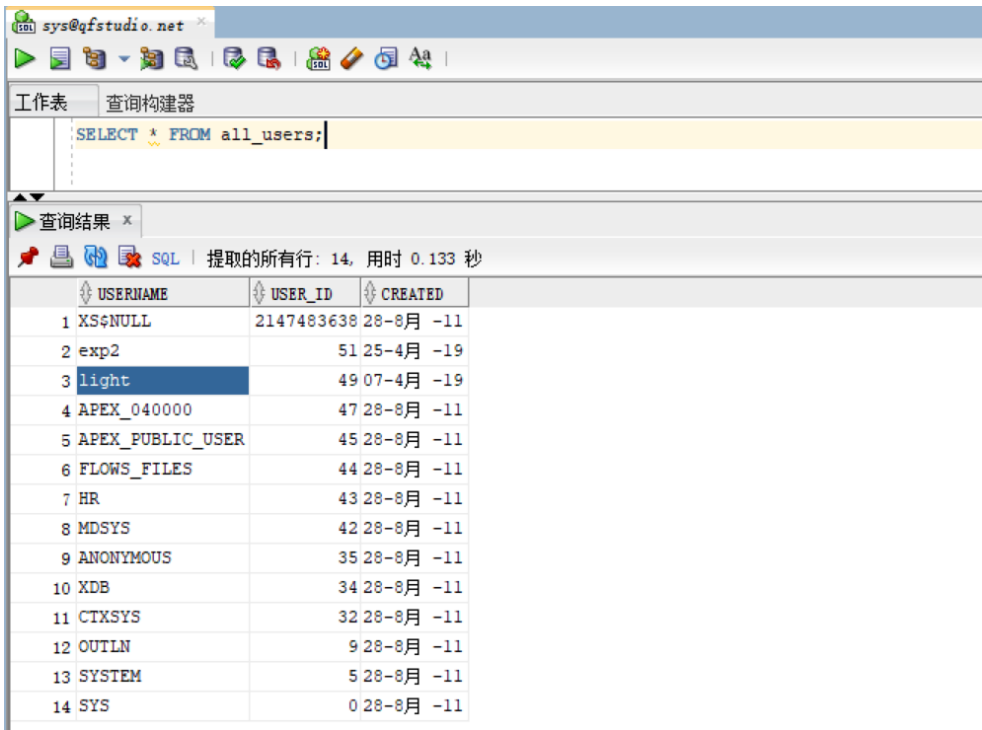 sys@qfstudio.net
工作表 查询构建器
SELECT * FROM all_users;
查询结果 ×
SQL | 提取的所有行: 14, 用时 0.133 秒
USERNAME USER_ID CREATED
1 XS$NULL 2147483638 28-8月 -11
2 exp2 51 25-4月 -19
3 light 49 07-4月 -19
4 APEX_040000 47 28-8月 -11
5 APEX_PUBLIC_USER 45 28-8月 -11
6 FLOWS_FILES 44 28-8月 -11
7 HR 43 28-8月 -11
8 MDSYS 42 28-8月 -11
9 ANONYMOUS 35 28-8月 -11
10 XDB 34 28-8月 -11
11 CTXSYS 32 28-8月 -11
12 OUTLN 9 28-8月 -11
13 SYSTEM 5 28-8月 -11
14 SYS 0 28-8月 -11